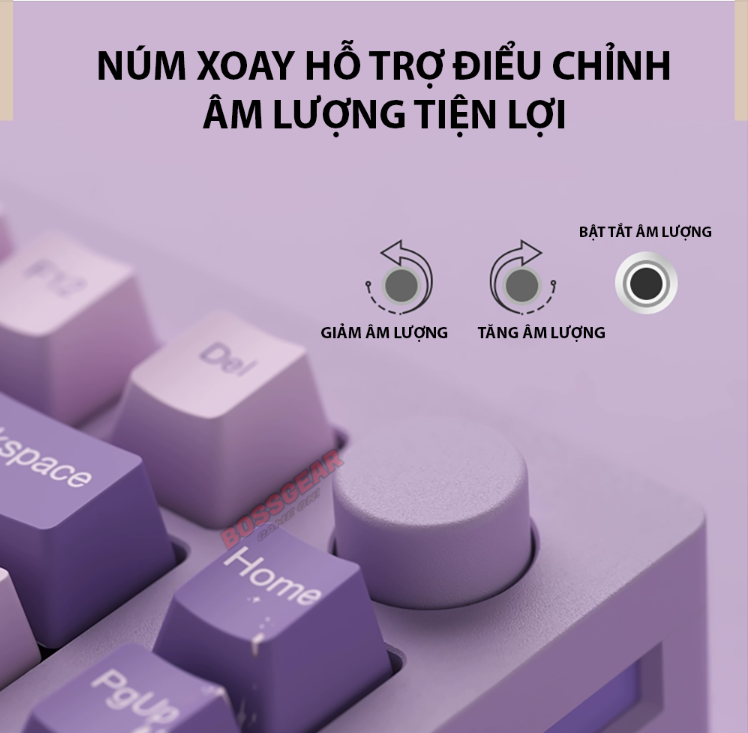 NÚM XOAY HỖ TRỢ ĐIỂU CHỈNH
ÂM LƯỢNG TIỆN LỢI
BẬT TẮT ÂM LƯỢNG
GIẢM ÂM LƯỢNG
TĂNG ÂM LƯỢNG
F12
Del
kspace
BOSSGEAR
Home
PgUp